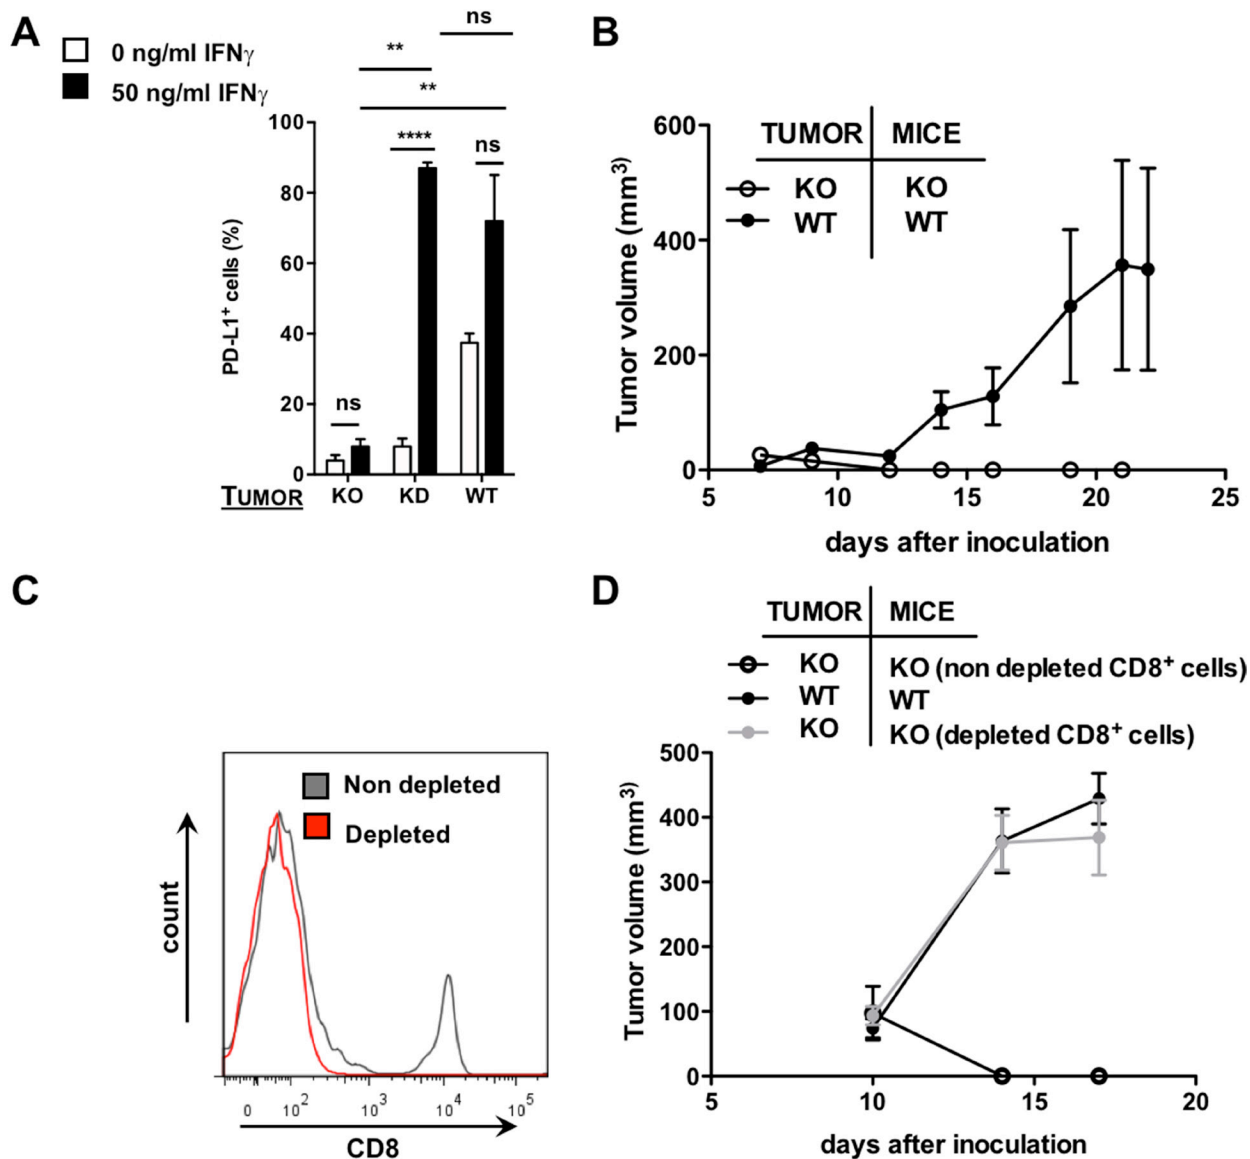 A
0 ng/ml IFNγ
50 ng/ml IFNγ
ns
**
**
****
ns
ns
PD-L1⁺ cells (%)
100
80
60
40
20
0
TUMOR KO KD WT
B
TUMOR MICE
KO KO
WT WT
Tumor volume (mm³)
600
400
200
0
5 10 15 20 25
days after inoculation
C
Non depleted
Depleted
count
0 10² 10³ 10⁴ 10⁵
CD8
D
TUMOR MICE
KO KO (non depleted CD8⁺ cells)
WT WT
KO KO (depleted CD8⁺ cells)
Tumor volume (mm³)
500
400
300
200
100
0
5 10 15 20
days after inoculation